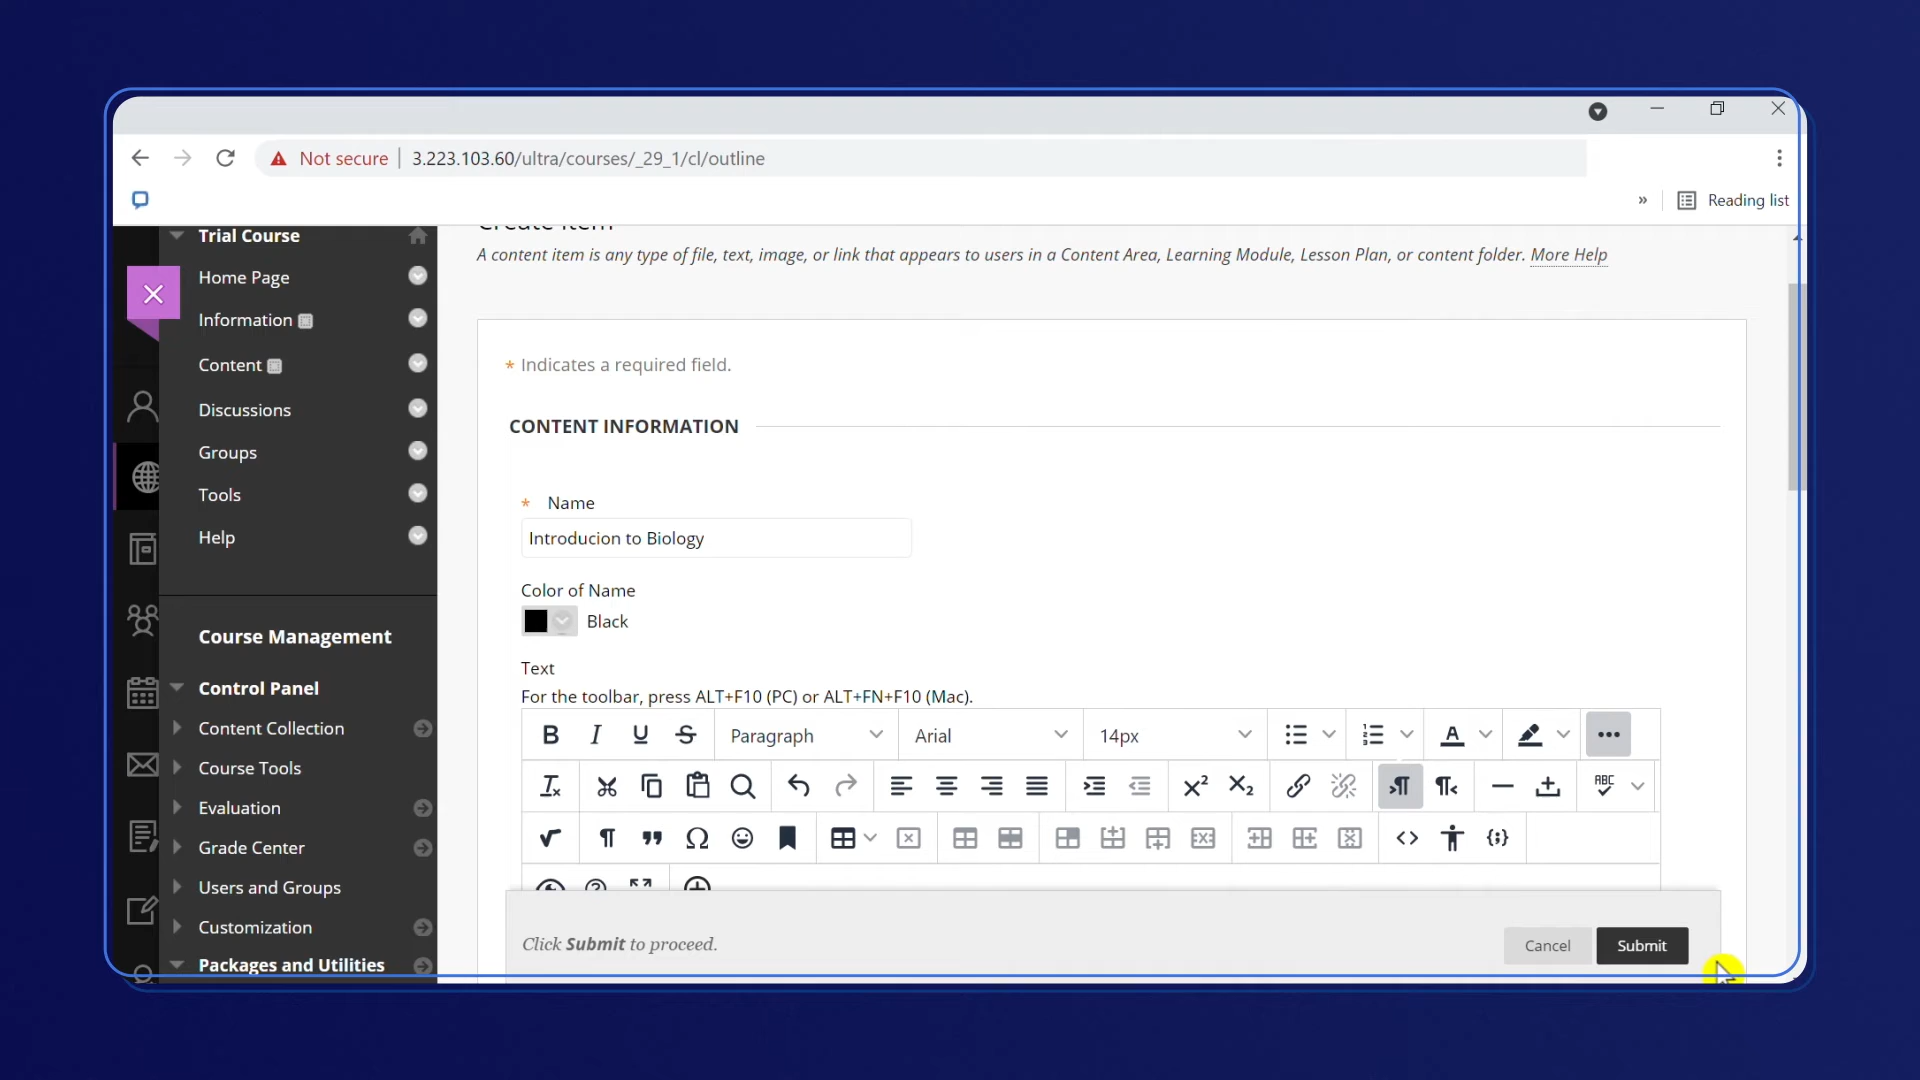 Not secure
3.223.103.60/ultra/courses/_29_1/cl/outline
» Reading list
Trial Course
Home Page
Information
Content
Discussions
Groups
Tools
Help
Course Management
Control Panel
Content Collection
Course Tools
Evaluation
Grade Center
Users and Groups
Customization
Packages and Utilities
Create Item
A content item is any type of file, text, image, or link that appears to users in a Content Area, Learning Module, Lesson Plan, or content folder. More Help
* Indicates a required field.
CONTENT INFORMATION
* Name
Introducion to Biology
Color of Name
Black
Text
For the toolbar, press ALT+F10 (PC) or ALT+FN+F10 (Mac).
Paragraph Arial 14px
Click Submit to proceed.
Cancel Submit